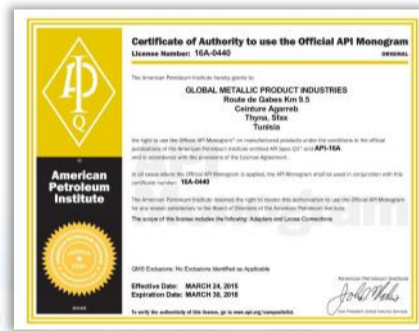 Certificate of Authority to use the Official API Monogram
License Number: 16A-0440
ORIGINAL
The American Petroleum Institute hereby grants to
GLOBAL METALLIC PRODUCT INDUSTRIES
Route de Gabes Km 9.5
Ceinture Agarreb
Thyna, Sfax
Tunisia
the right to use the Official API Monogram® on manufactured products under the conditions in the official
publications of the American Petroleum Institute entitled API Spec Q1® and API-16A
and in accordance with the provisions of the License Agreement.
In all cases where the Official API Monogram is applied, the API Monogram shall be used in conjunction with this
certificate number: 16A-0440
The American Petroleum Institute reserves the right to revoke this authorization to use the Official API Monogram
for any reason satisfactory to the Board of Directors of the American Petroleum Institute.
The scope of this license includes the following: Adapters and Loose Connections
QMS Exclusions: No Exclusions Identified as Applicable
Effective Date: MARCH 24, 2015
Expiration Date: MARCH 30, 2018
To verify the authenticity of this license, go to www.api.org/compositelist.
American Petroleum Institute
Vice President Global Industry Services
API
Q
American
Petroleum
Institute